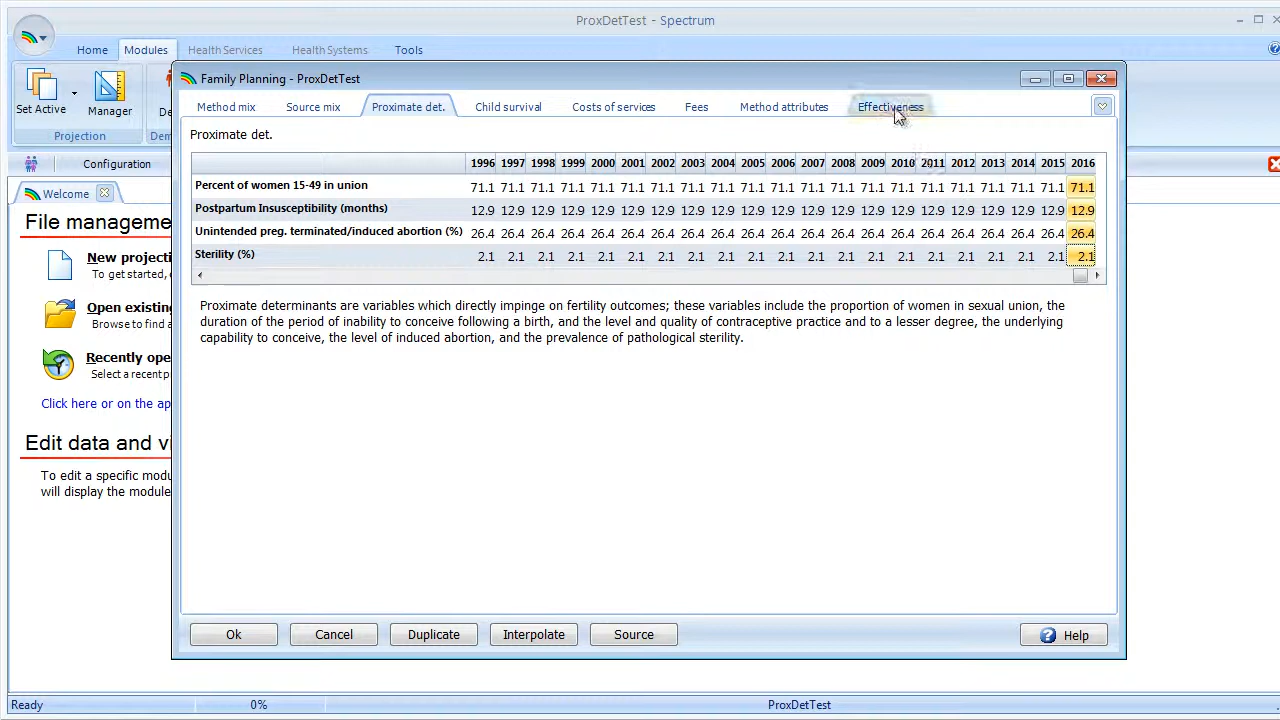 ProxDetTest - Spectrum
Home Modules Health Services Health Systems Tools
Set Active Manager De
Projection Dem
Configuration
Welcome
File manageme
New projecti
To get started,
Open existing
Browse to find a
Recently ope
Select a recent p
Click here or on the ap
Edit data and vi
To edit a specific modu
will display the module
Family Planning - ProxDetTest
Method mix Source mix Proximate det. Child survival Costs of services Fees Method attributes Effectiveness
Proximate det.
1996 1997 1998 1999 2000 2001 2002 2003 2004 2005 2006 2007 2008 2009 2010 2011 2012 2013 2014 2015 2016
Percent of women 15-49 in union 71.1 71.1 71.1 71.1 71.1 71.1 71.1 71.1 71.1 71.1 71.1 71.1 71.1 71.1 71.1 71.1 71.1 71.1 71.1 71.1 71.1
Postpartum Insusceptibility (months) 12.9 12.9 12.9 12.9 12.9 12.9 12.9 12.9 12.9 12.9 12.9 12.9 12.9 12.9 12.9 12.9 12.9 12.9 12.9 12.9 12.9
Unintended preg. terminated/induced abortion (%) 26.4 26.4 26.4 26.4 26.4 26.4 26.4 26.4 26.4 26.4 26.4 26.4 26.4 26.4 26.4 26.4 26.4 26.4 26.4 26.4 26.4
Sterility (%) 2.1 2.1 2.1 2.1 2.1 2.1 2.1 2.1 2.1 2.1 2.1 2.1 2.1 2.1 2.1 2.1 2.1 2.1 2.1 2.1 2.1
Proximate determinants are variables which directly impinge on fertility outcomes; these variables include the proportion of women in sexual union, the
duration of the period of inability to conceive following a birth, and the level and quality of contraceptive practice and to a lesser degree, the underlying
capability to conceive, the level of induced abortion, and the prevalence of pathological sterility.
Ok Cancel Duplicate Interpolate Source Help
Ready 0% ProxDetTest